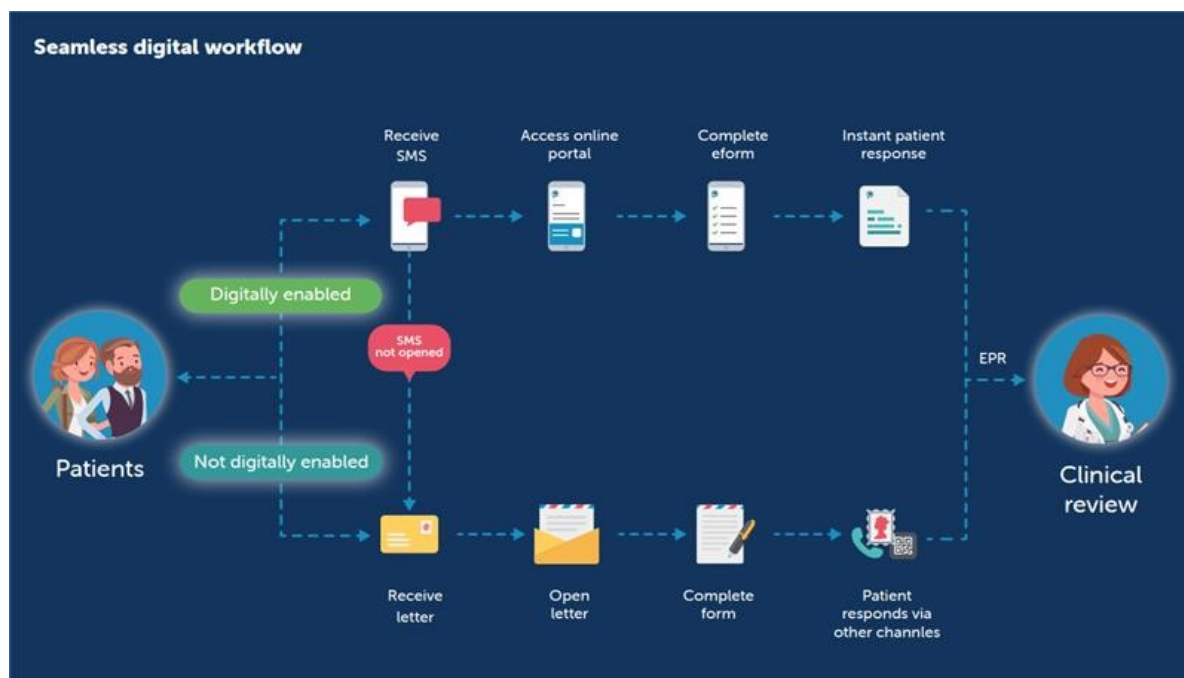 Seamless digital workflow
Receive
SMS
Access online
portal
Complete
eform
Instant patient
response
Digitally enabled
SMS
not opened
EPR
Patients
Not digitally enabled
Clinical
review
Receive
letter
Open
letter
Complete
form
Patient
responds via
other channles